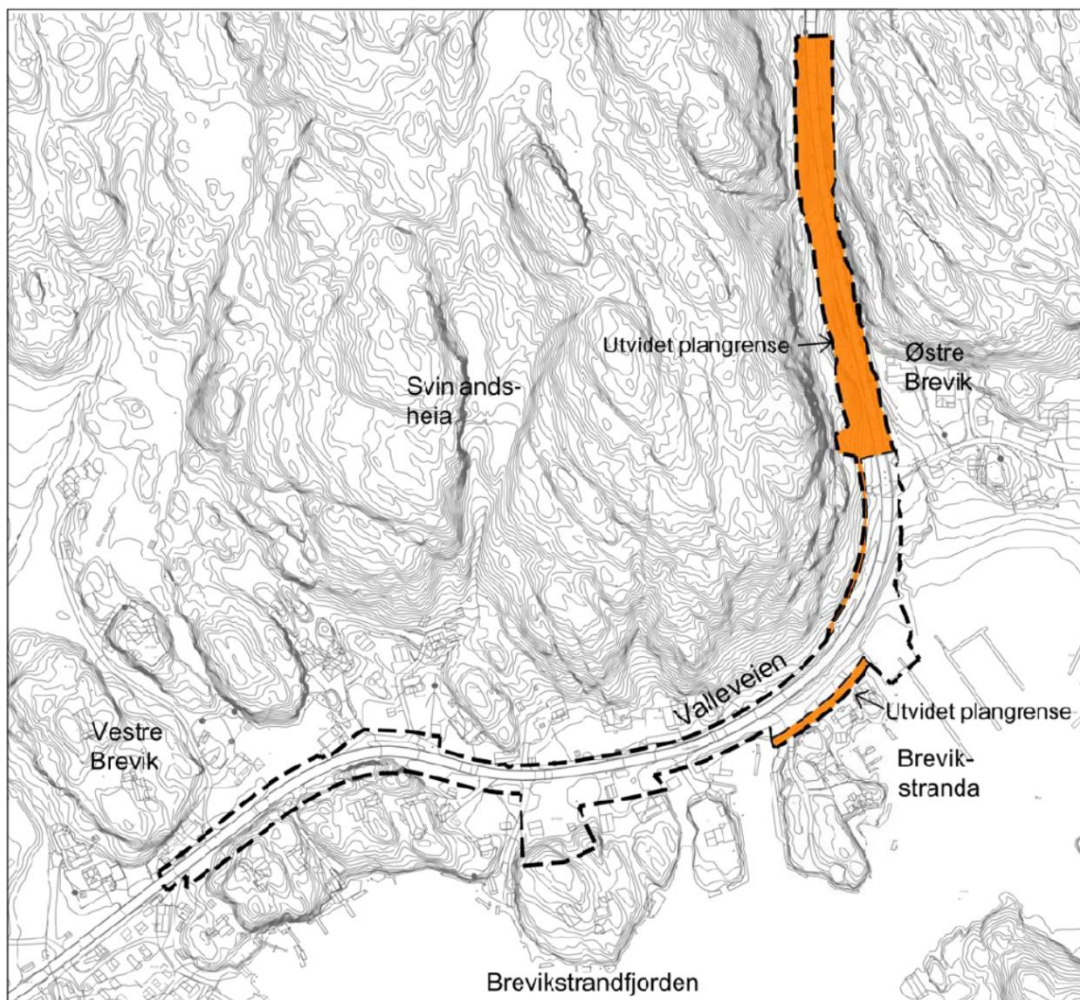 Utvidet plangrense
Østre
Brevik
Svin ands-
heia
Valleveien
Utvidet plangrense
Vestre
Brevik
Brevik-
stranda
Brevikstrandfjorden